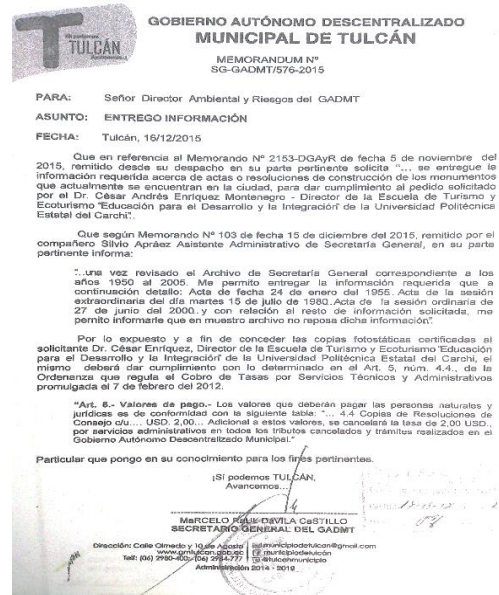 TULCÁN
GOBIERNO AUTÓNOMO DESCENTRALIZADO
MUNICIPAL DE TULCÁN
MEMORANDUM Nº
SG-GADMT/576-2015
PARA: Señor Director Ambiental y Riesgos del GADMT
ASUNTO: ENTREGO INFORMACIÓN
FECHA: Tulcán, 16/12/2015
Que en referencia al Memorando Nº 2153-DGAyR de fecha 5 de noviembre del
2015, remitido desde su despacho en su parte pertinente solicita "... se entregue la
información requerida acerca de actas o resoluciones de construcción de los monumentos
que actualmente se encuentran en la ciudad, para dar cumplimiento al pedido solicitado
por el Dr. César Andrés Enríquez Montenegro - Director de la Escuela de Turismo y
Ecoturismo "Educación para el Desarrollo y la Integración" de la Universidad Politécnica
Estatal del Carchi".
Que según Memorando Nº 103 de fecha 15 de diciembre del 2015, remitido por el
compañero Silvio Apráez Asistente Administrativo de Secretaría General, en su parte
pertinente informa:
"...una vez revisado el Archivo de Secretaría General correspondiente a los
años 1950 al 2005. Me permito entregar la información requerida que a
continuación detallo: Acta de fecha 24 de enero del 1955. Acta de la sesión
extraordinaria del día martes 15 de julio de 1980. Acta de la sesión ordinaria de
27 de junio del 2000. y con relación al resto de información solicitada, me
permito informarle que en muestro archivo no reposa dicha información".
Por lo expuesto y a fin de conceder las copias fotostáticas certificadas al
solicitante Dr. César Enríquez, Director de la Escuela de Turismo y Ecoturismo "Educación
para el Desarrollo y la Integración" de la Universidad Politécnica Estatal del Carchi, el
mismo deberá dar cumplimiento con lo determinado en el Art. 5, núm. 4.4., de la
Ordenanza que regula el Cobro de Tasas por Servicios Técnicos y Administrativos
promulgada el 7 de febrero del 2012.
"Art. 5.- Valores de pago.- Los valores que deberán pagar las personas naturales y
jurídicas es de conformidad con la siguiente tabla: "... 4.4 Copias de Resoluciones de
Consejo c/u.... USD. 2,00... Adicional a estos valores, se cancelará la tasa de 2,00 USD.,
por servicios administrativos en todos los tributos cancelados y trámites realizados en el
Gobierno Autónomo Descentralizado Municipal."
Particular que pongo en su conocimiento para los fines pertinentes.
¡Sí podemos TULCÁN,
Avancemos...
MaRCELO RaUL DaVILA CaSTILLO
SECRETARIO GENERAL DEL GADMT
Dirección: Calle Olmedo y 10 de Agosto municipiodetulcan@gmail.com
www.gmtulcan.gob.ec municipiodetulcán
Telf: (06) 2980-400; (06) 2984-777 @tulcehmunicipio
Administración 2014 - 2019